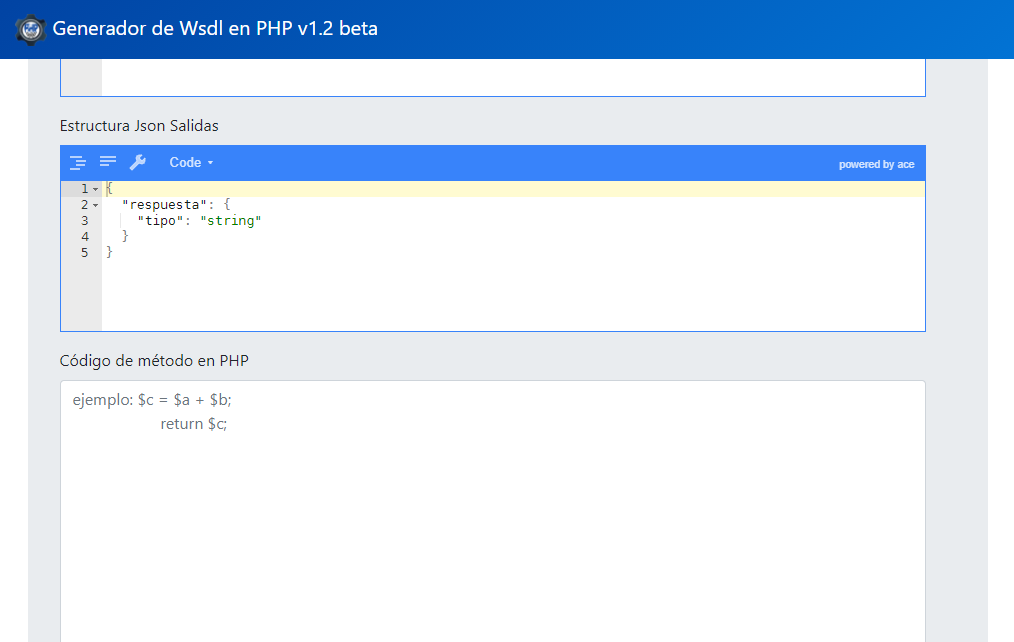 Generador de Wsdl en PHP v1.2 beta
Estructura Json Salidas
Code
powered by ace
1 {
2 "respuesta": {
3 "tipo": "string"
4 }
5 }
Código de método en PHP
ejemplo: $c = $a + $b;
return $c;